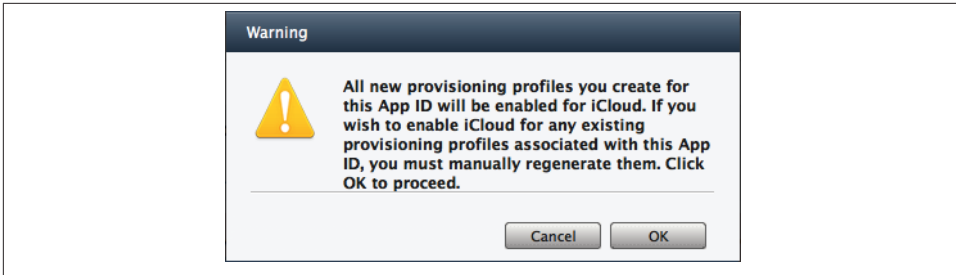 Warning
All new provisioning profiles you create for
this App ID will be enabled for iCloud. If you
wish to enable iCloud for any existing
provisioning profiles associated with this App
ID, you must manually regenerate them. Click
OK to proceed.
Cancel
OK